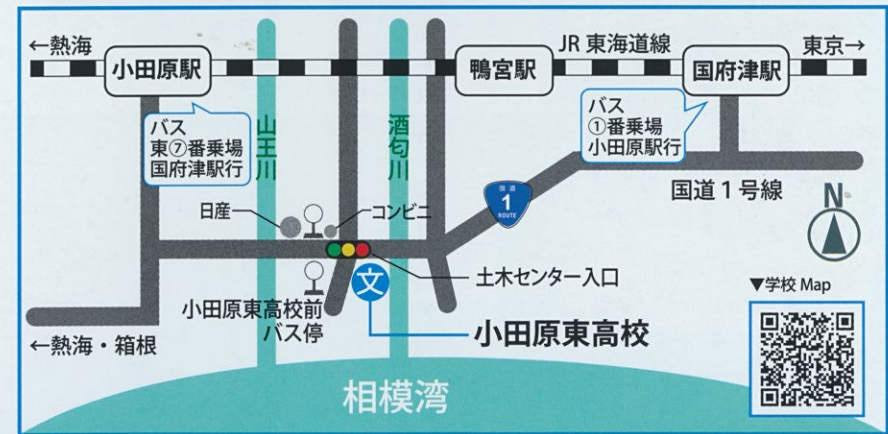 ←熱海
JR 東海道線
東京→
小田原駅
鴨宮駅
国府津駅
バス
東⑦番乗場
国府津駅行
山王川
酒匂川
バス
①番乗場
小田原駅行
国道
1
ROUTE
国道1号線
N
日産
コンビニ
土木センター入口
文
小田原東高校前
バス停
小田原東高校
←熱海・箱根
▼学校 Map
相模湾